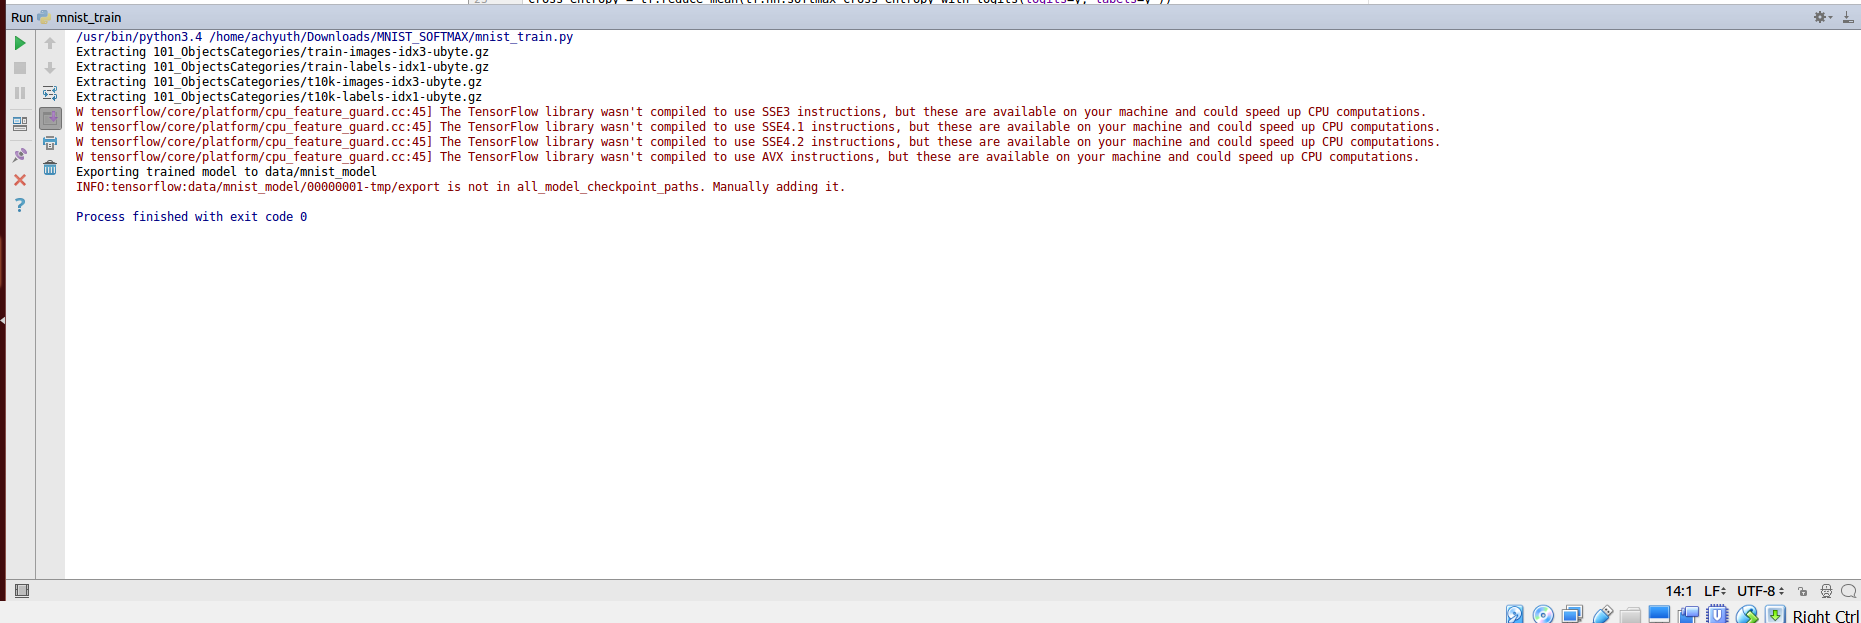 cross_entropy = tf.reduce_mean(tf.nn.softmax_cross_entropy_with_logits(logits=y, labels=y_))
Run mnist_train
/usr/bin/python3.4 /home/achyuth/Downloads/MNIST_SOFTMAX/mnist_train.py
Extracting 101_ObjectsCategories/train-images-idx3-ubyte.gz
Extracting 101_ObjectsCategories/train-labels-idx1-ubyte.gz
Extracting 101_ObjectsCategories/t10k-images-idx3-ubyte.gz
Extracting 101_ObjectsCategories/t10k-labels-idx1-ubyte.gz
W tensorflow/core/platform/cpu_feature_guard.cc:45] The TensorFlow library wasn't compiled to use SSE3 instructions, but these are available on your machine and could speed up CPU computations.
W tensorflow/core/platform/cpu_feature_guard.cc:45] The TensorFlow library wasn't compiled to use SSE4.1 instructions, but these are available on your machine and could speed up CPU computations.
W tensorflow/core/platform/cpu_feature_guard.cc:45] The TensorFlow library wasn't compiled to use SSE4.2 instructions, but these are available on your machine and could speed up CPU computations.
W tensorflow/core/platform/cpu_feature_guard.cc:45] The TensorFlow library wasn't compiled to use AVX instructions, but these are available on your machine and could speed up CPU computations.
Exporting trained model to data/mnist_model
INFO:tensorflow:data/mnist_model/00000001-tmp/export is not in all_model_checkpoint_paths. Manually adding it.
Process finished with exit code 0
14:1 LF UTF-8
Right Ctrl